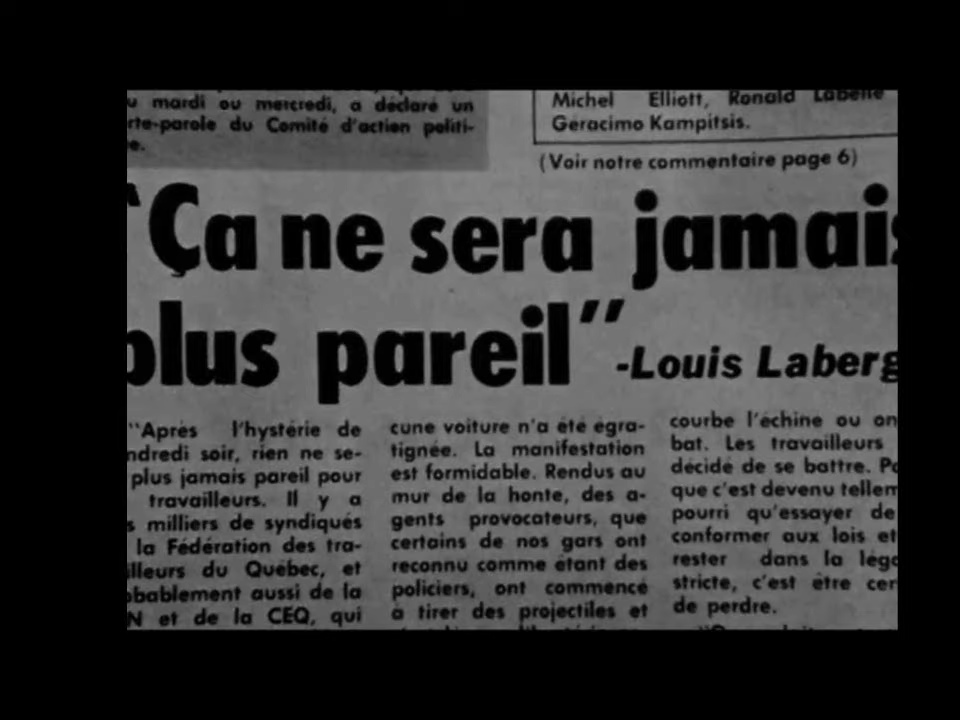 u mardi ou mercredi, a déclaré un
rte-parole du Comité d'action politi-
e.
Michel Elliott, Ronald Labelle
Geracimo Kampitsis.
(Voir notre commentaire page 6)
"Ça ne sera jamais
plus pareil" -Louis Laberg
"Après l'hystérie de
ndredi soir, rien ne se-
plus jamais pareil pour
travailleurs. Il y a
s milliers de syndiqués
la Fédération des tra-
illeurs du Québec, et
obablement aussi de la
N et de la CEQ, qui
cune voiture n'a été égra-
tignée. La manifestation
est formidable. Rendus au
mur de la honte, des a-
gents provocateurs, que
certains de nos gars ont
reconnu comme étant des
policiers, ont commencé
à tirer des projectiles et
courbe l'échine ou on
bat. Les travailleurs
décidé de se battre. Pa
que c'est devenu tellem
pourri qu'essayer de
conformer aux lois et
rester dans la léga
stricte, c'est être cer
de perdre.